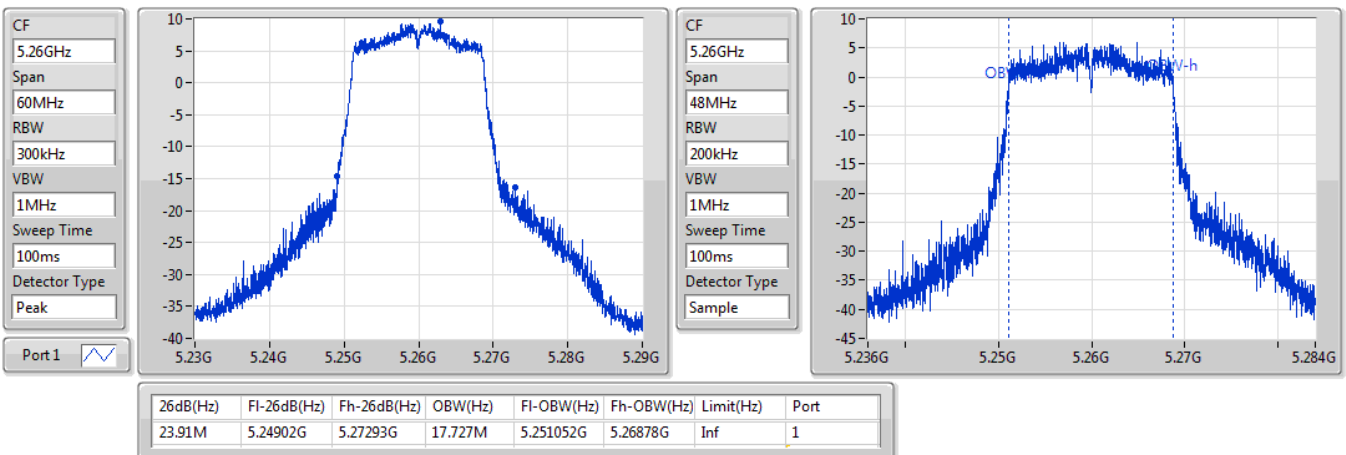 CF
5.26GHz
Span
60MHz
RBW
300kHz
VBW
1MHz
Sweep Time
100ms
Detector Type
Peak
Port 1
10
5
0
-5
-10
-15
-20
-25
-30
-35
-40
5.23G 5.24G 5.25G 5.26G 5.27G 5.28G 5.29G
CF
5.26GHz
Span
48MHz
RBW
200kHz
VBW
1MHz
Sweep Time
100ms
Detector Type
Sample
10
5
0
-5
-10
-15
-20
-25
-30
-35
-40
-45
5.236G 5.25G 5.26G 5.27G 5.284G
26dB(Hz) Fl-26dB(Hz) Fh-26dB(Hz) OBW(Hz) Fl-OBW(Hz) Fh-OBW(Hz) Limit(Hz) Port
23.91M 5.24902G 5.27293G 17.727M 5.251052G 5.26878G Inf 1